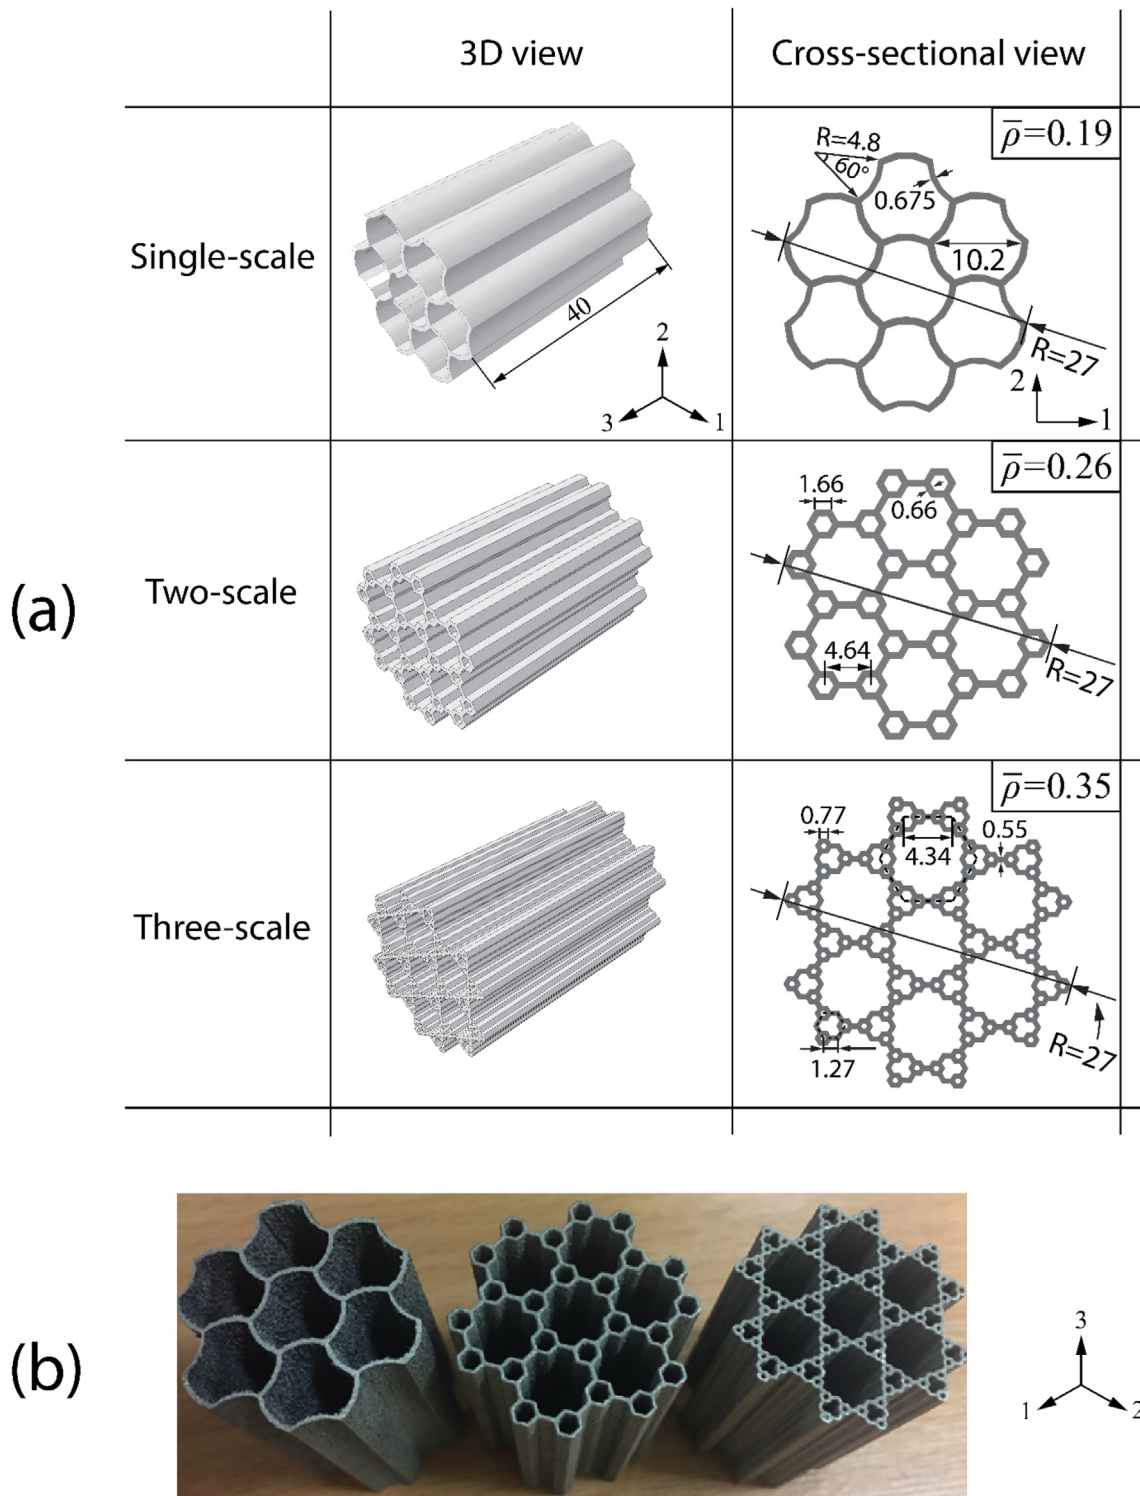 3D view
Cross-sectional view
Single-scale
40
2
3
1
ρ̅=0.19
R=4.8
60°
0.675
10.2
R=27
2
1
(a)
Two-scale
ρ̅=0.26
1.66
0.66
4.64
R=27
Three-scale
ρ̅=0.35
0.77
0.55
4.34
1.27
R=27
(b)
3
1
2